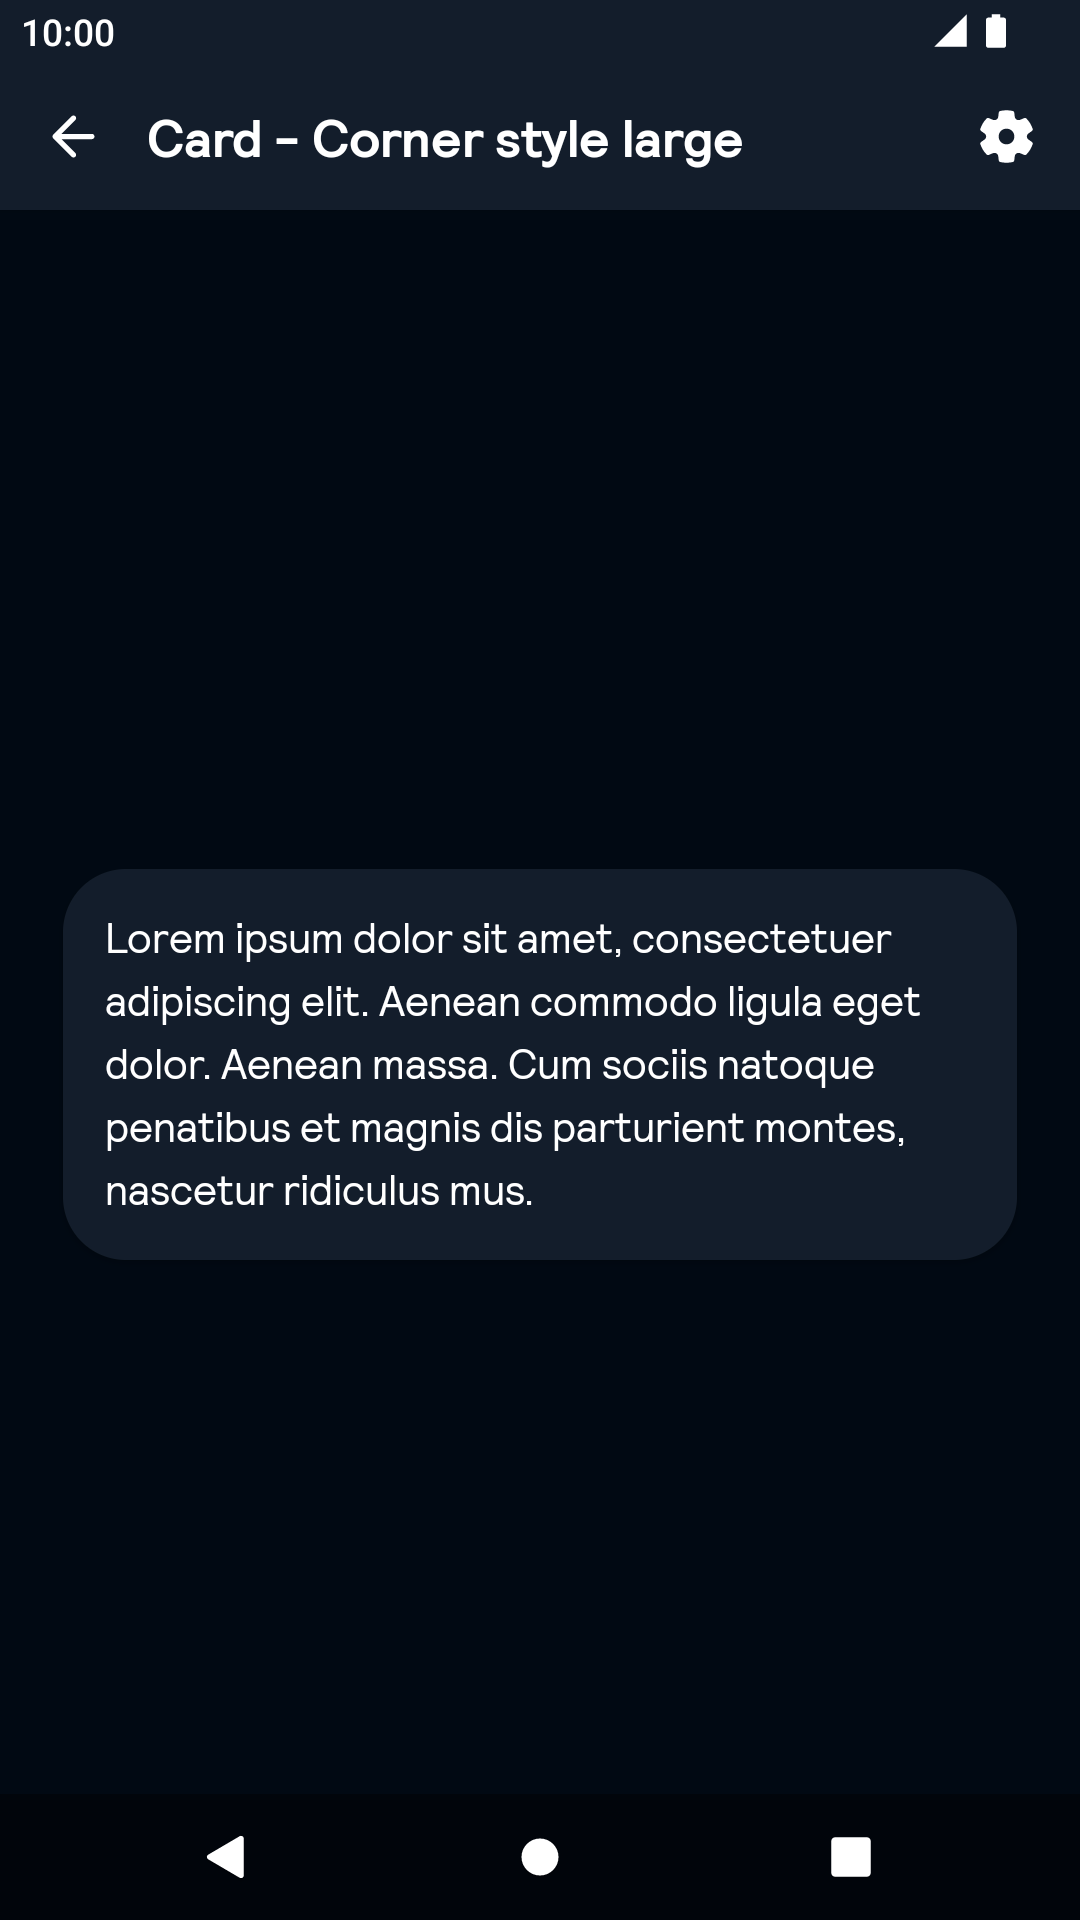 10:00
Card - Corner style large
Lorem ipsum dolor sit amet, consectetuer
adipiscing elit. Aenean commodo ligula eget
dolor. Aenean massa. Cum sociis natoque
penatibus et magnis dis parturient montes,
nascetur ridiculus mus.